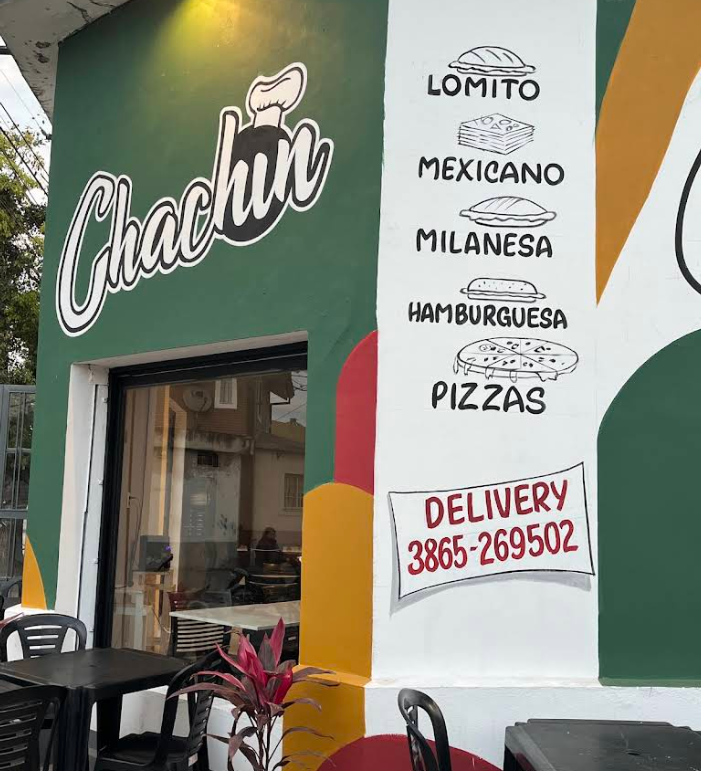 Chachin
LOMITO
MEXICANO
MILANESA
HAMBURGUESA
PIZZAS
DELIVERY
3865-269502